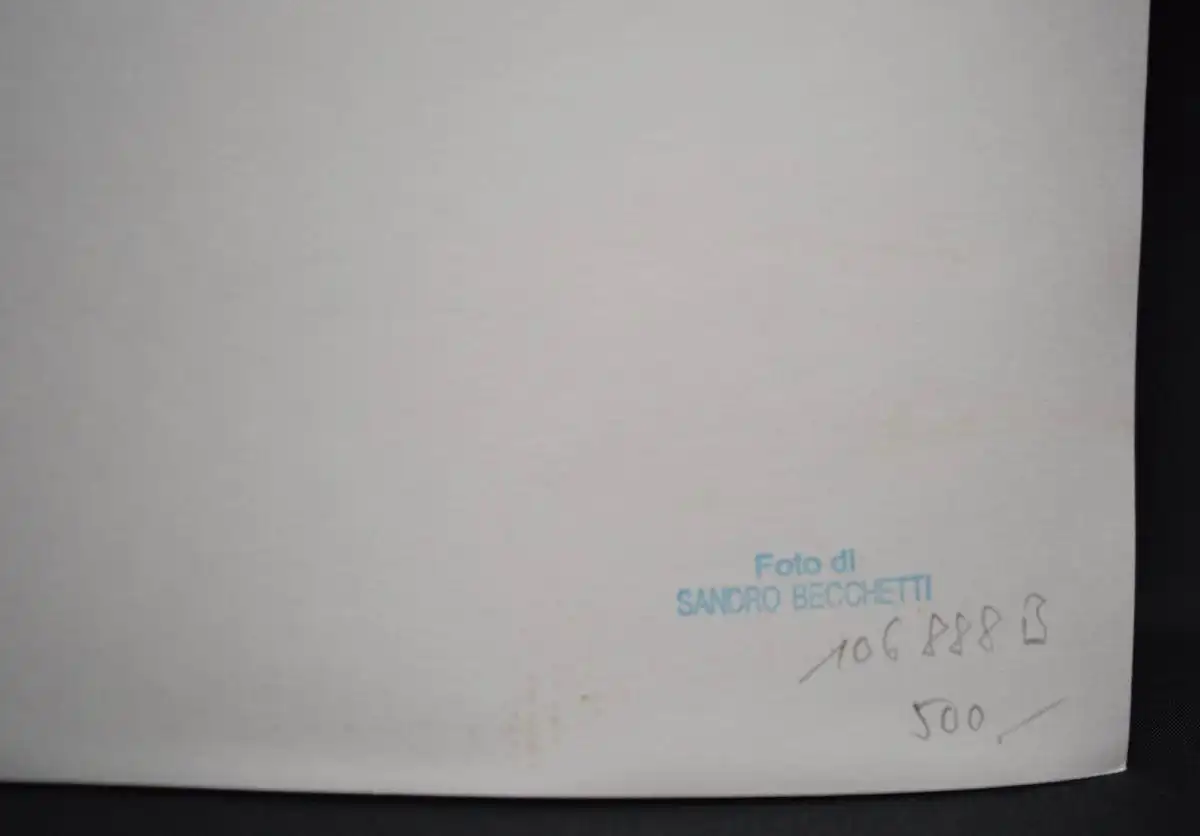 Foto di
SANDRO BECCHETTI
106888 B
500,-